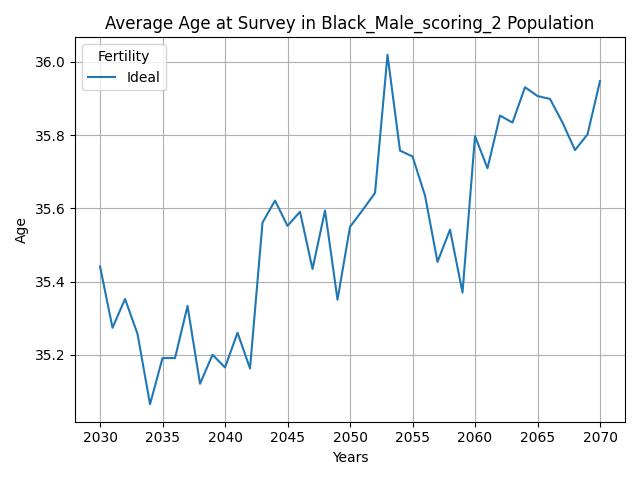 Average Age at Survey in Black_Male_scoring_2 Population
Fertility
Ideal
36.0
35.8
35.6
35.4
35.2
Age
2030 2035 2040 2045 2050 2055 2060 2065 2070
Years